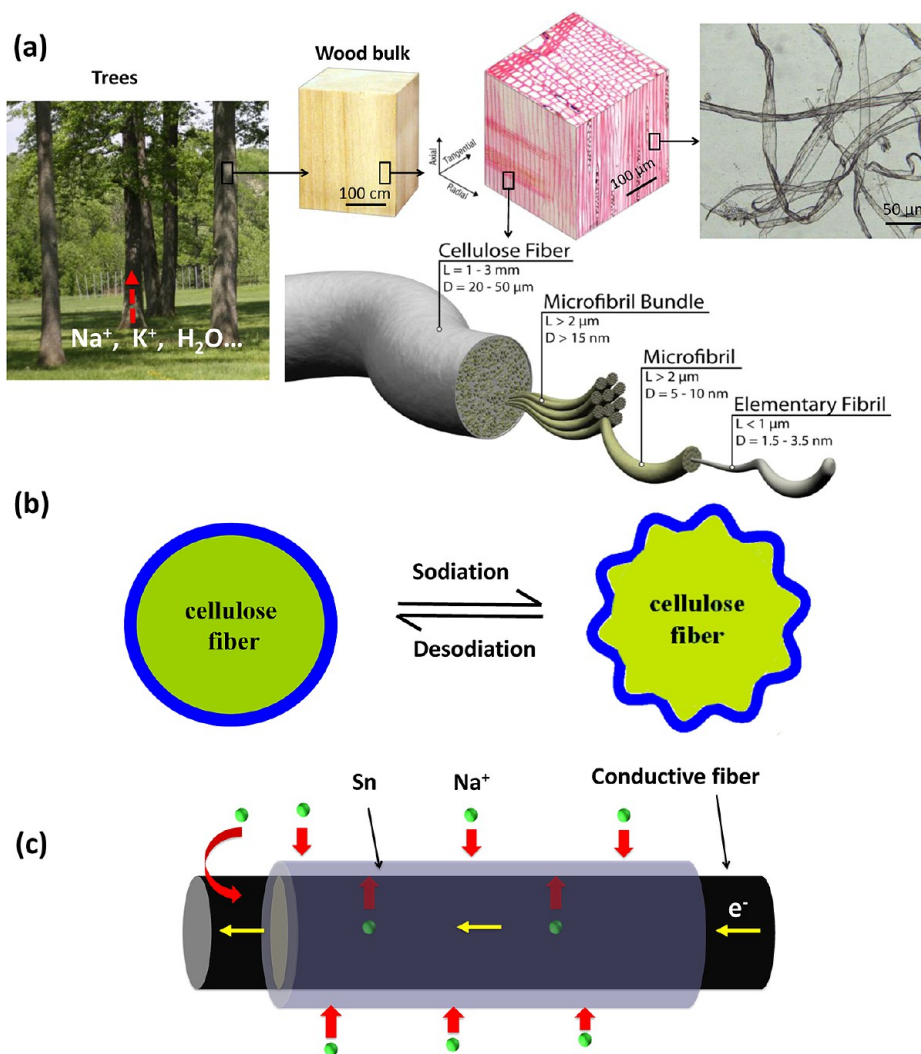 (a)
Trees
Wood bulk
100 cm
Axial
Tangential
Radial
100 µm
50 µm
Na⁺, K⁺, H₂O...
Cellulose Fiber
L = 1 - 3 mm
D = 20 - 50 µm
Microfibril Bundle
L > 2 µm
D > 15 nm
Microfibril
L > 2 µm
D = 5 - 10 nm
Elementary Fibril
L < 1 µm
D = 1.5 - 3.5 nm
(b)
cellulose
fiber
Sodiation
Desodiation
cellulose
fiber
(c)
Sn
Na⁺
Conductive fiber
e⁻